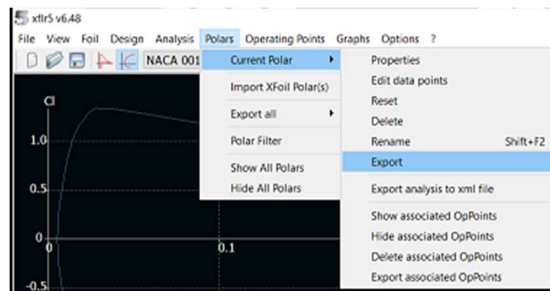 xflr5 v6.48
File View Foil Design Analysis Polars Operating Points Graphs Options ?
NACA 001
Current Polar
Import XFoil Polar(s)
Export all
Polar Filter
Show All Polars
Hide All Polars
Properties
Edit data points
Reset
Delete
Rename Shift+F2
Export
Export analysis to xml file
Show associated OpPoints
Hide associated OpPoints
Delete associated OpPoints
Export associated OpPoints
Cl
1.0
0.5
0
0 0.1
-0.5